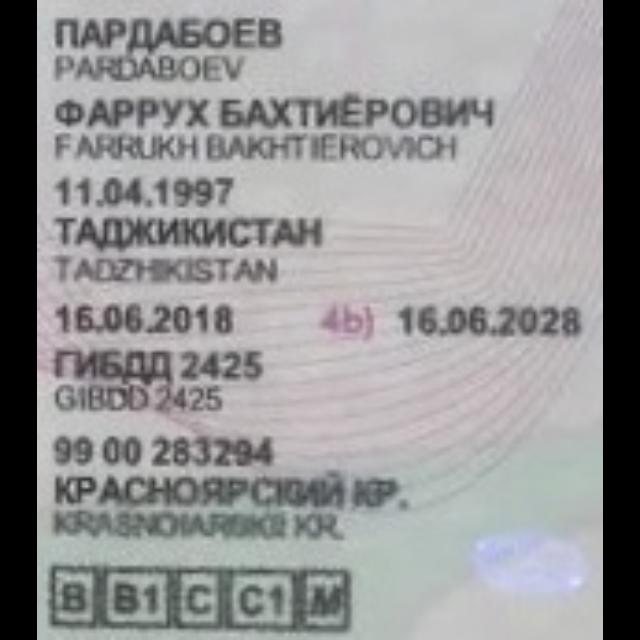 ПАРДАБОЕВ
PARDABOEV
ФАРРУХ БАХТИЁРОВИЧ
FARRUKH BAKHTIEROVICH
11.04.1997
ТАДЖИКИСТАН
TADZHIKISTAN
16.06.2018 4b) 16.06.2028
ГИБДД 2425
GIBDD 2425
99 00 283294
КРАСНОЯРСКИЙ КР.
KRASNOIARSKII KR.
B B1 C C1 M